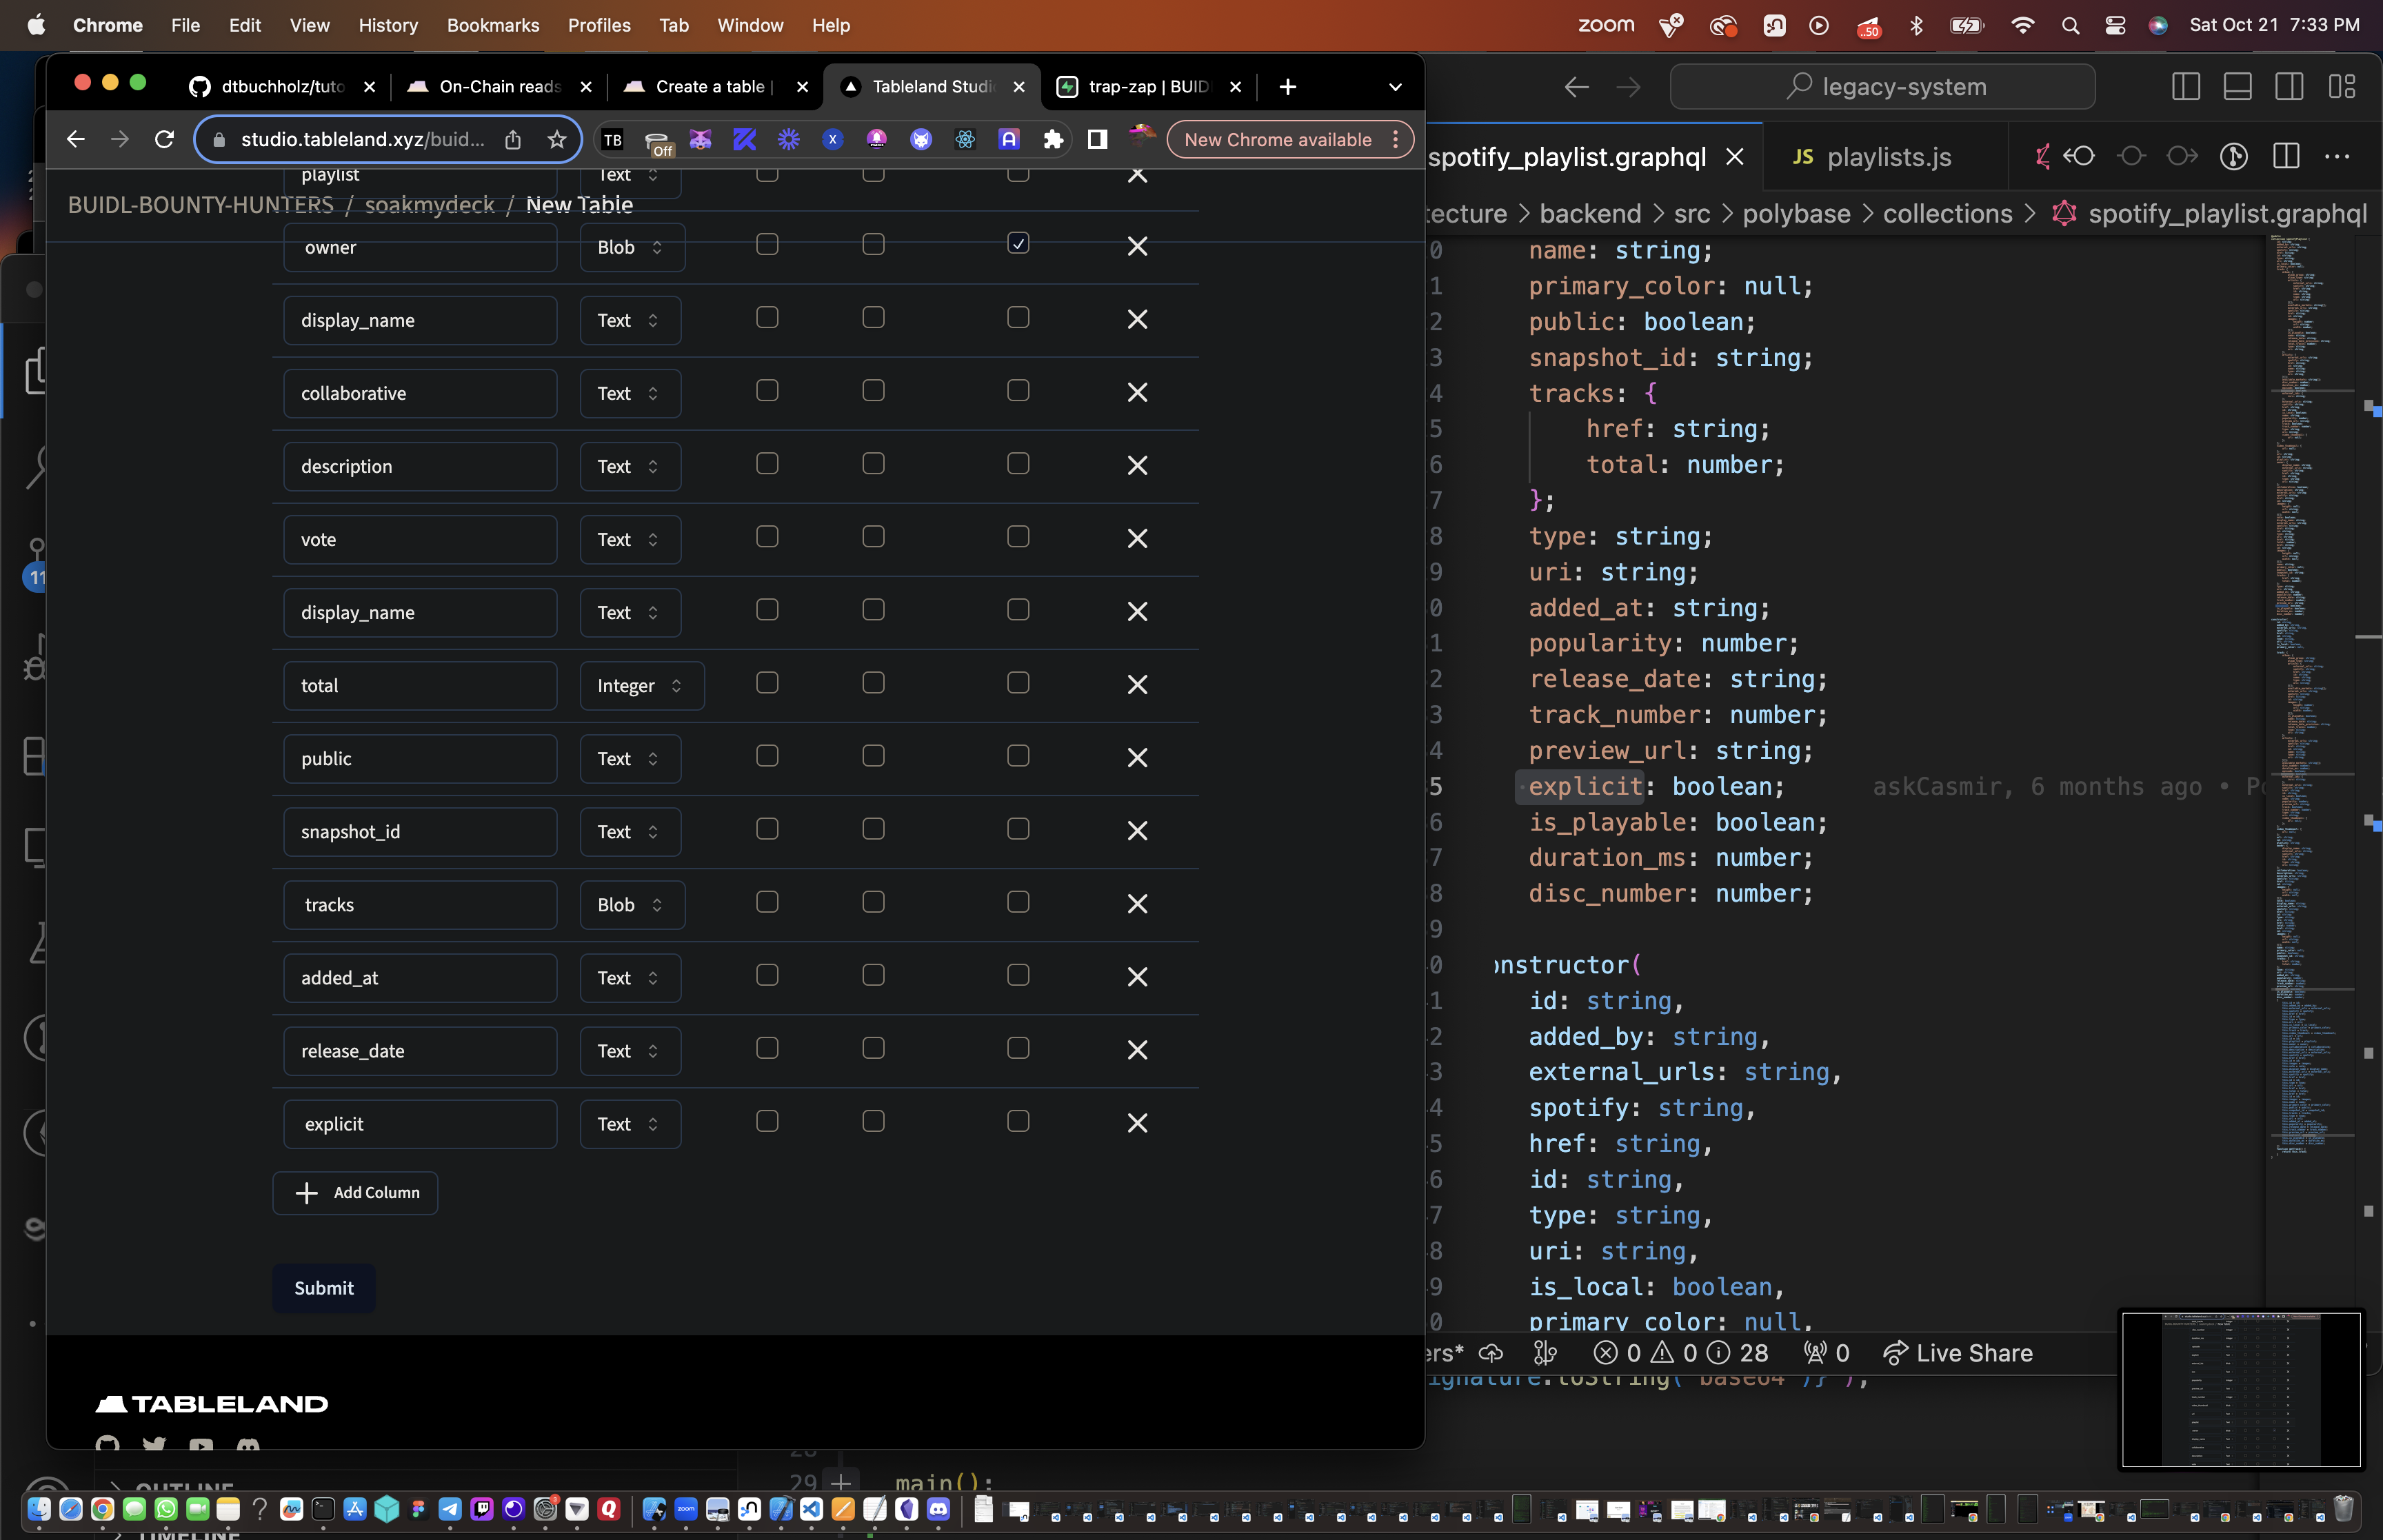 Chrome File Edit View History Bookmarks Profiles Tab Window Help
zoom ..50 Sat Oct 21 7:33 PM
dtbuchholz/tuto
On-Chain reads
Create a table |
Tableland Studi
trap-zap | BUID
studio.tableland.xyz/buid...
TB
Off
New Chrome available
BUIDL-BOUNTY-HUNTERS / soakmydeck / New Table
playlist Text
owner Blob
display_name Text
collaborative Text
description Text
vote Text
display_name Text
total Integer
public Text
snapshot_id Text
tracks Blob
added_at Text
release_date Text
explicit Text
Add Column
Submit
TABLELAND
11
legacy-system
spotify_playlist.graphql
JS playlists.js
tecture > backend > src > polybase > collections > spotify_playlist.graphql
0 name: string;
1 primary_color: null;
2 public: boolean;
3 snapshot_id: string;
4 tracks: {
5 href: string;
6 total: number;
7 };
8 type: string;
9 uri: string;
0 added_at: string;
1 popularity: number;
2 release_date: string;
3 track_number: number;
4 preview_url: string;
5 explicit: boolean; askCasmir, 6 months ago • Po
6 is_playable: boolean;
7 duration_ms: number;
8 disc_number: number;
9
0 onstructor(
1 id: string,
2 added_by: string,
3 external_urls: string,
4 spotify: string,
5 href: string,
6 id: string,
7 type: string,
8 uri: string,
9 is_local: boolean,
0 primary_color: null,
ers* 0 0 28 0 Live Share
ignature.toString('base64')}`);
29 main();
OUTLINE
TIMELINE